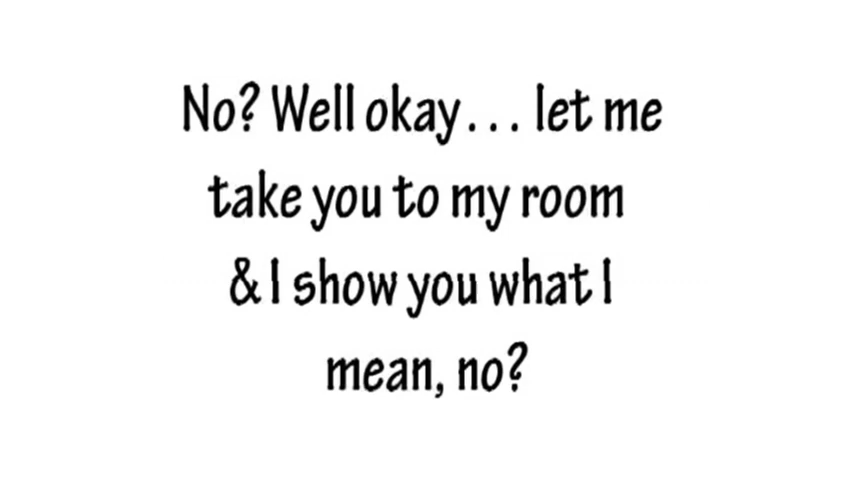 No? Well okay... let me
take you to my room
& I show you what I
mean, no?